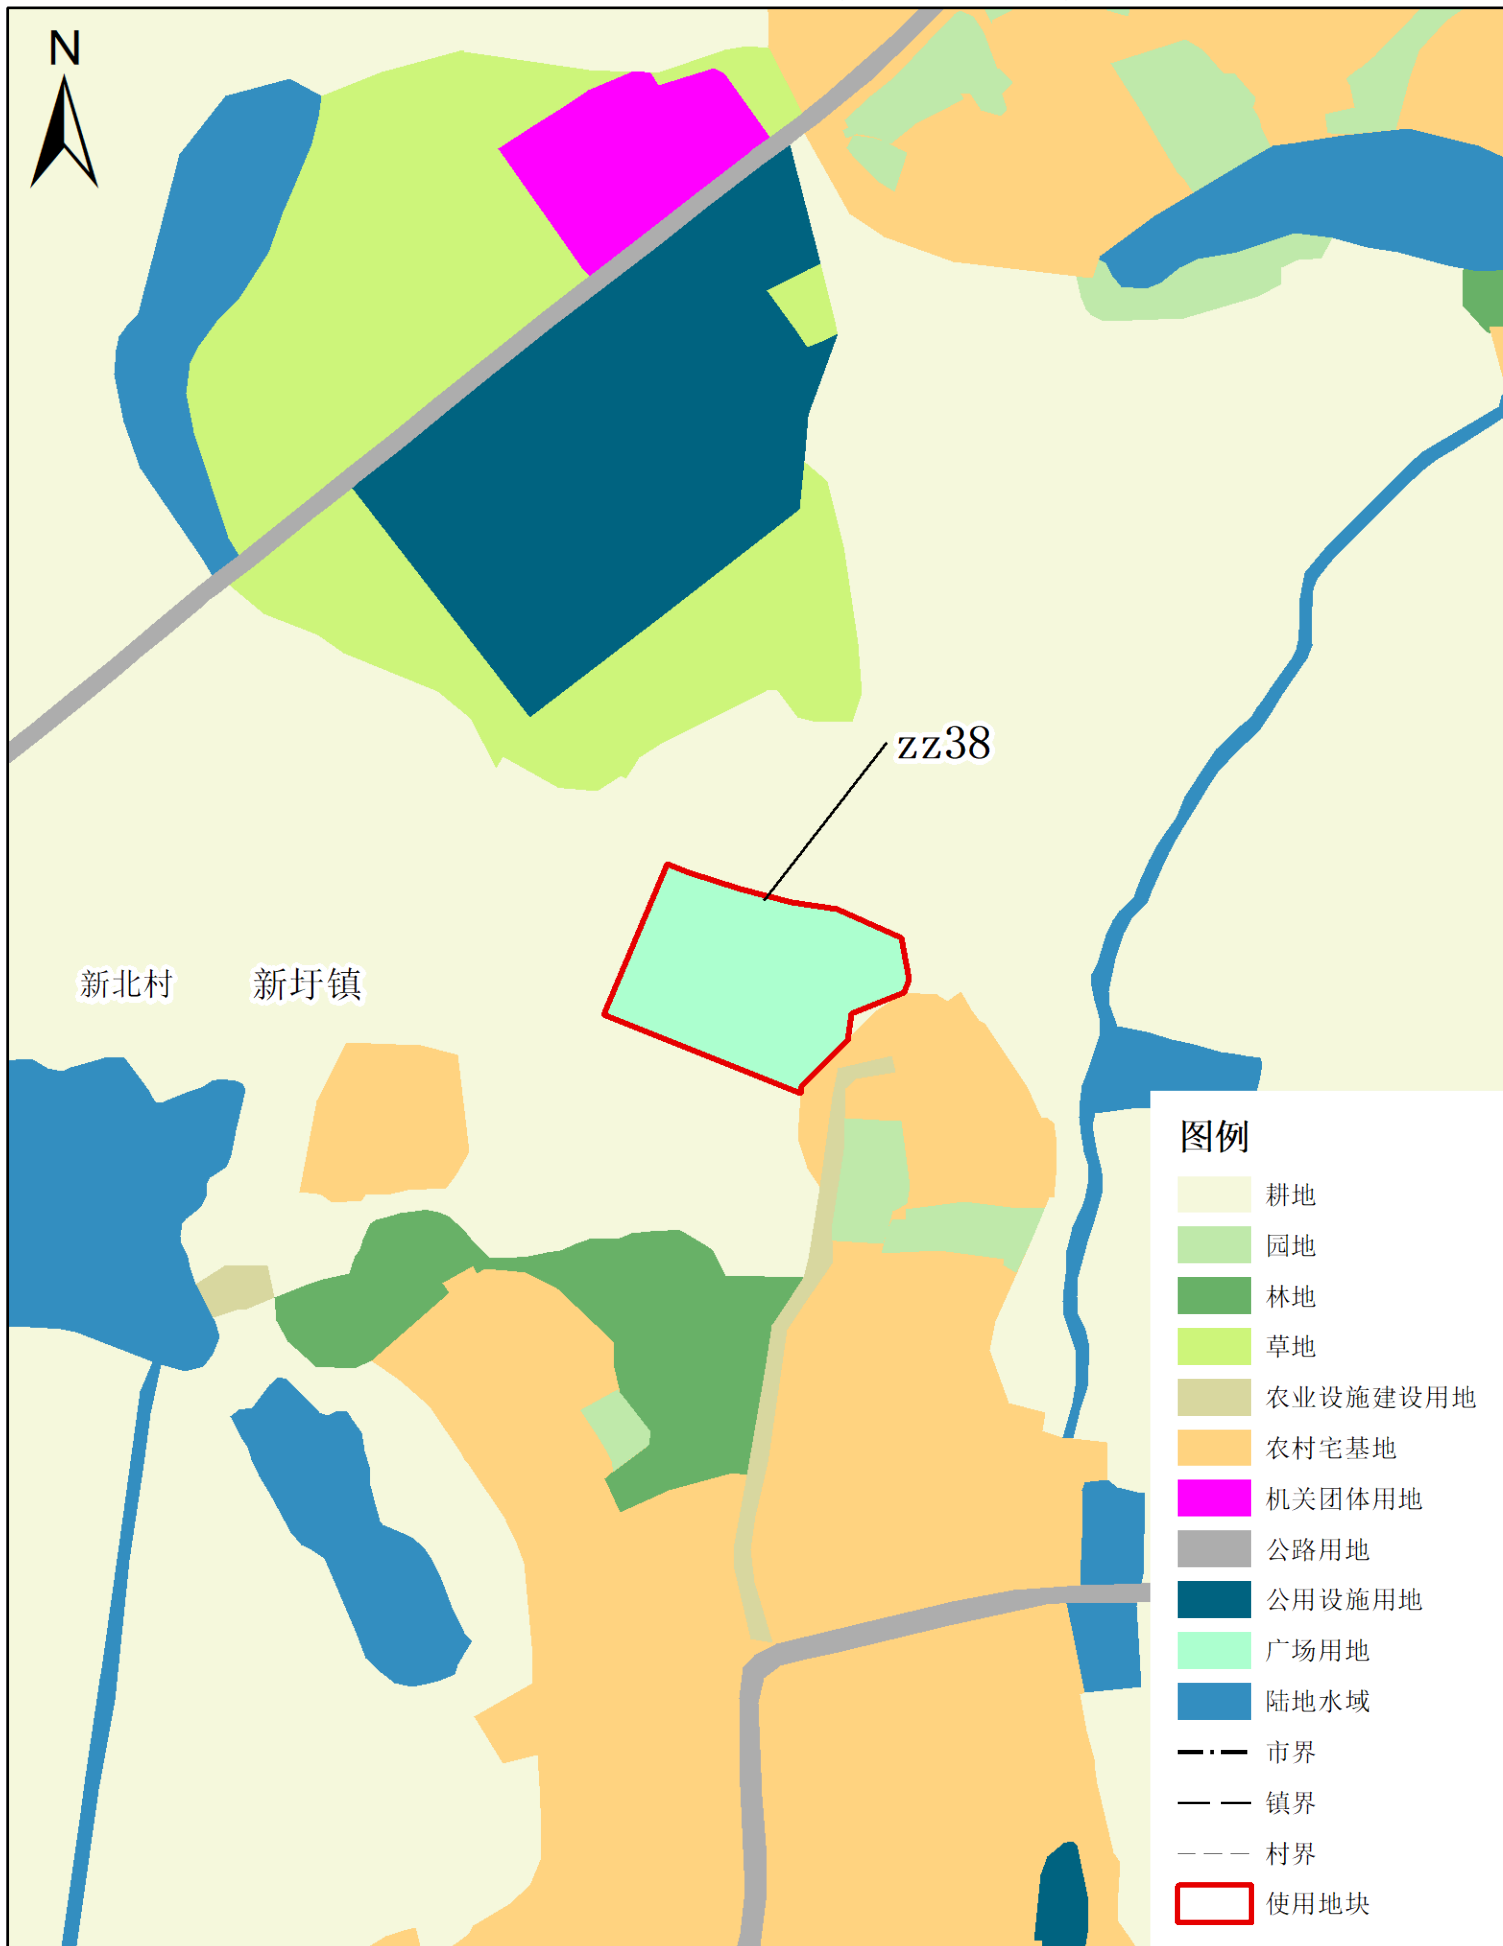 N
zz38
新北村
新圩镇
图例
耕地
园地
林地
草地
农业设施建设用地
农村宅基地
机关团体用地
公路用地
公用设施用地
广场用地
陆地水域
市界
镇界
村界
使用地块